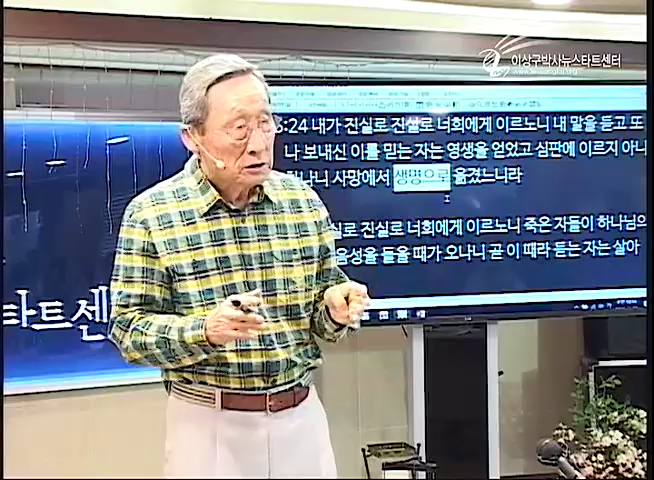 이상구박사뉴스타트센터
:24 내가 진실로 진실로 너희에게 이르노니 내 말을 듣고 또
나 보내신 이를 믿는 자는 영생을 얻었고 심판에 이르지 아니
나니 사망에서 생명으로 옮겼느니라
진실로 너희에게 이르노니 죽은 자들이 하나님의
음성을 들을 때가 오나니 곧 이 때라 듣는 자는 살아
타트센